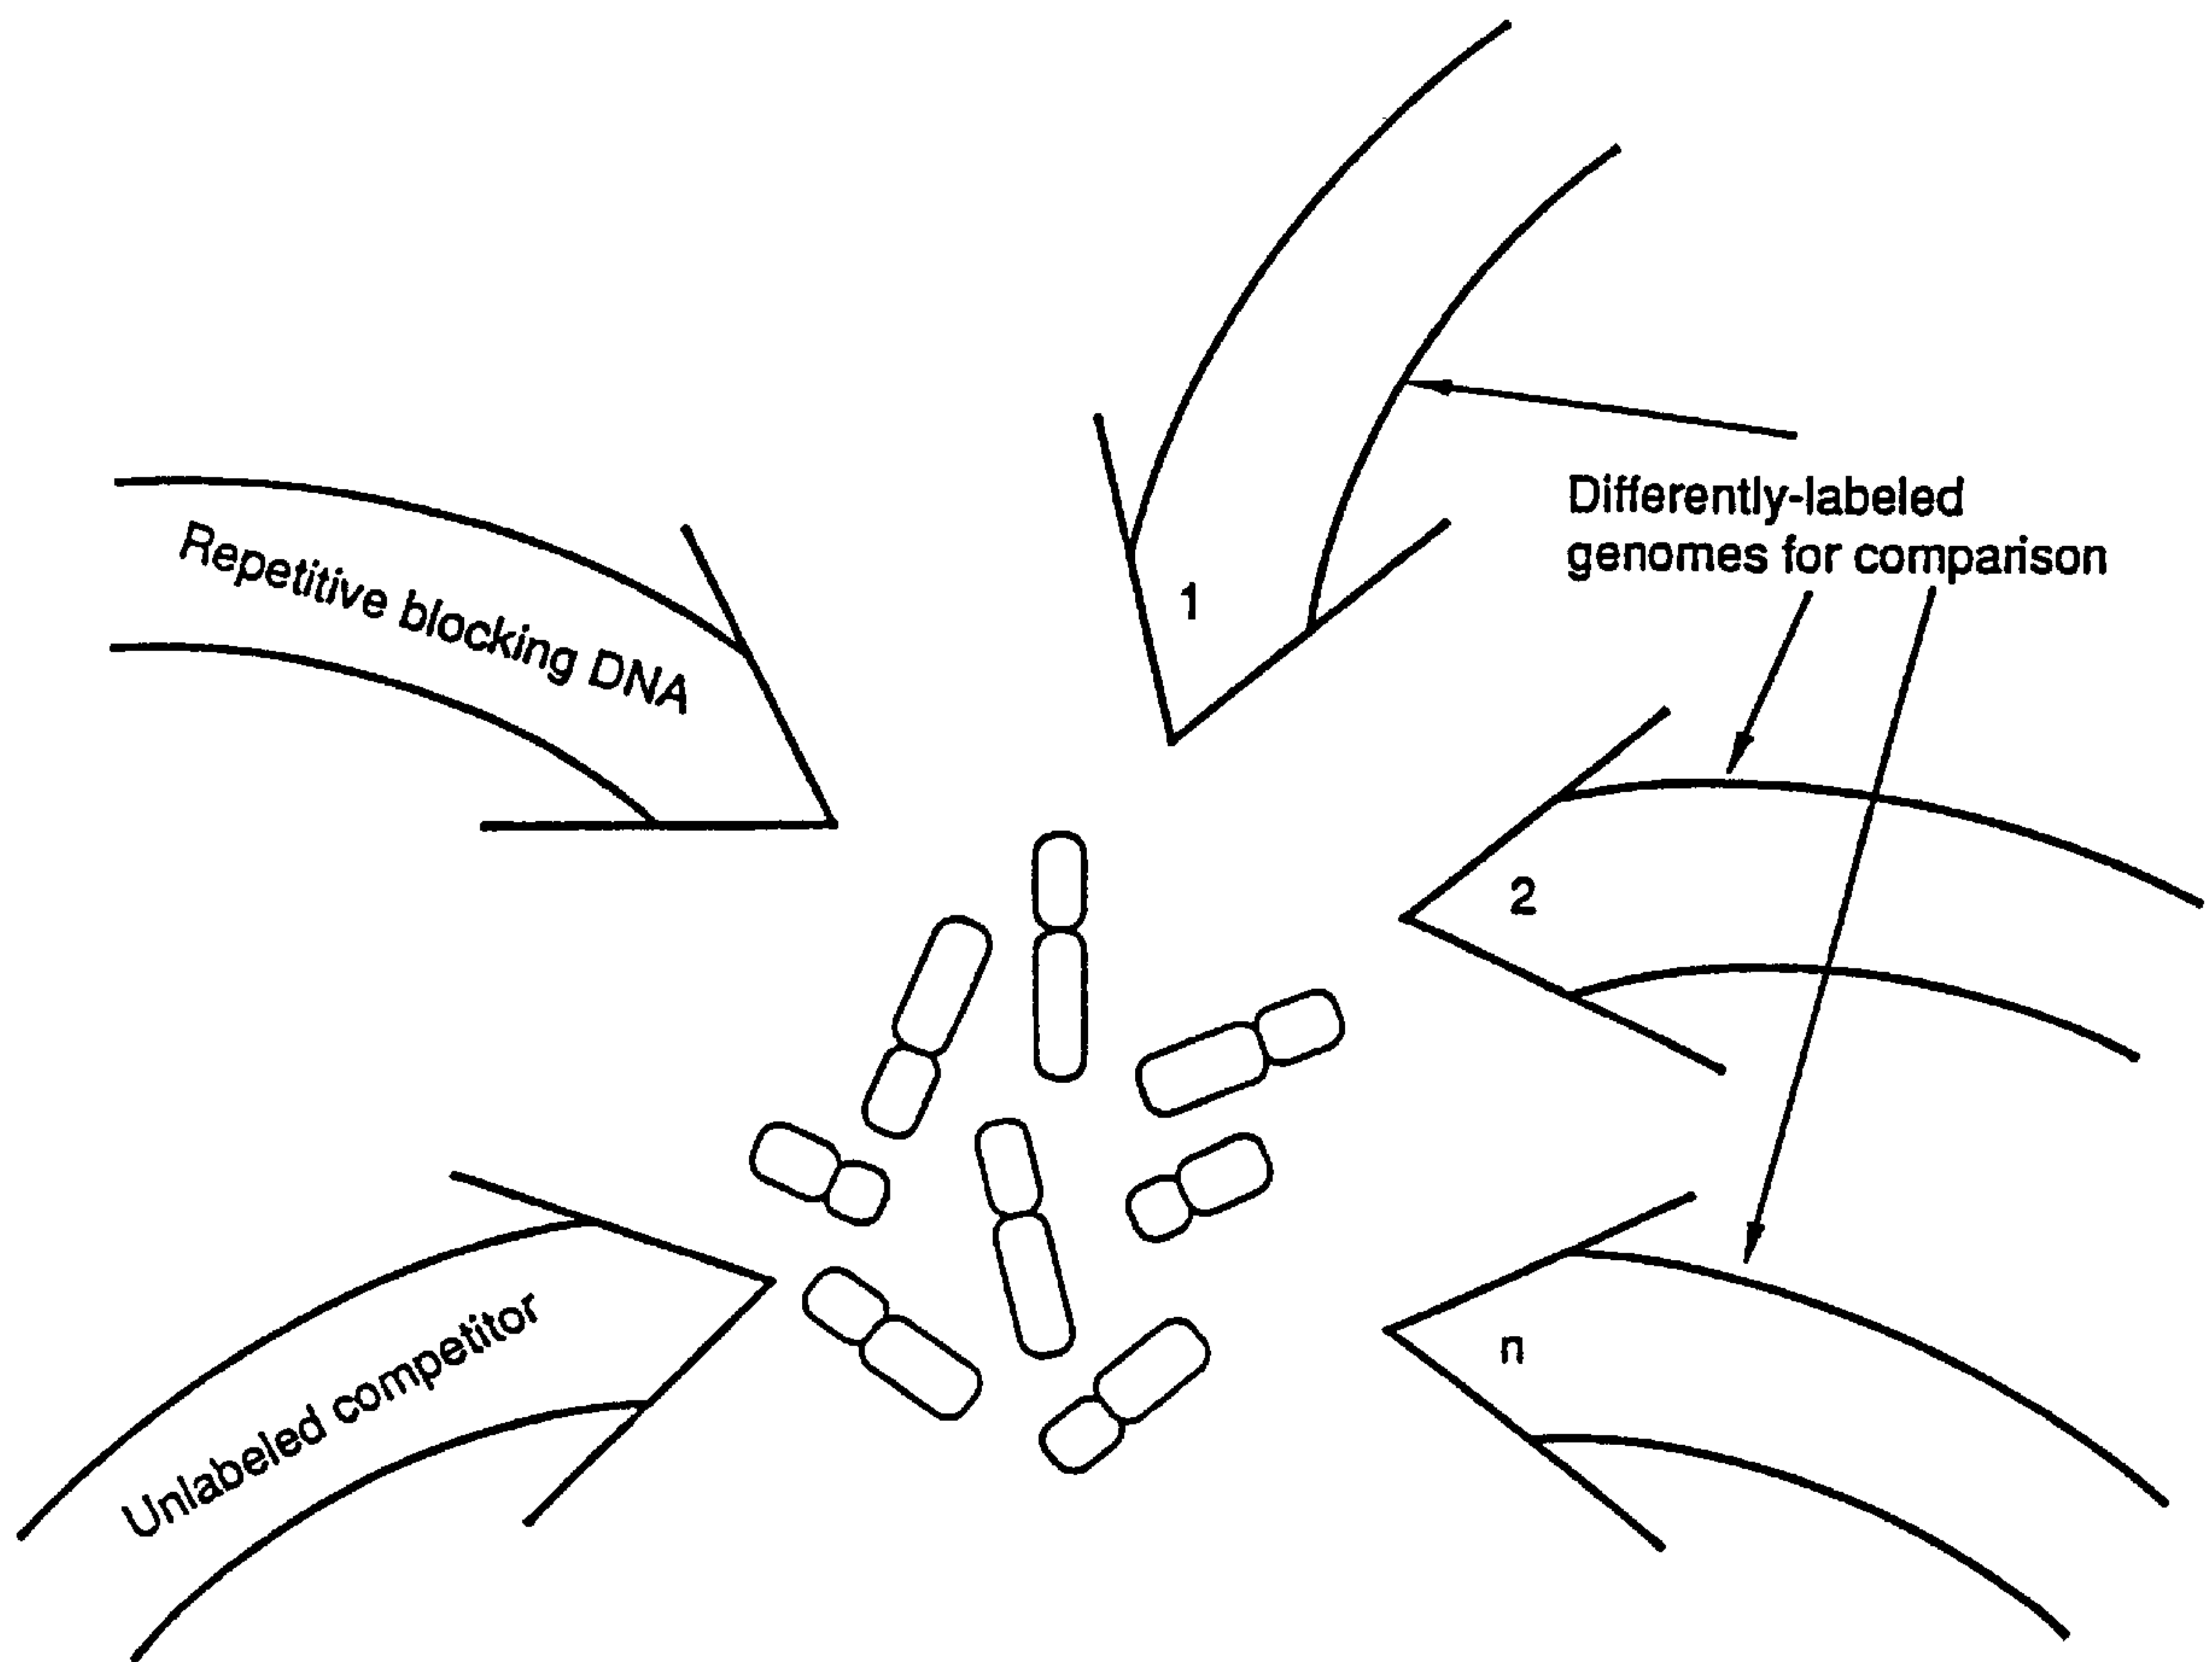 Differently-labeled
genomes for comparison
Repetitive blocking DNA
1
2
Unlabeled competitor
n